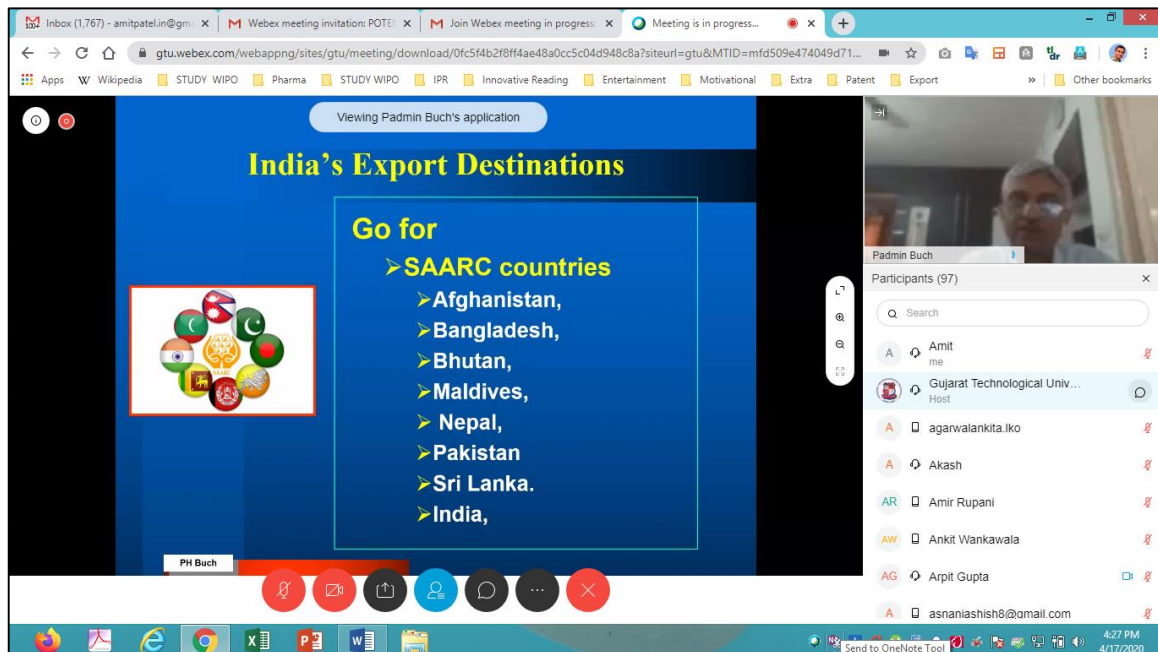 Inbox (1,767) - amitpatel.in@gm
Webex meeting invitation: POTE
Join Webex meeting in progress:
Meeting is in progress...
gtu.webex.com/webappng/sites/gtu/meeting/download/0fc5f4b2f8ff4ae48a0cc5c04d948c8a?siteurl=gtu&MTID=mfd509e474049d71...
Apps Wikipedia STUDY WIPO Pharma STUDY WIPO IPR Innovative Reading Entertainment Motivational Extra Patent Export » Other bookmarks
Viewing Padmin Buch's application
India's Export Destinations
Go for
➢SAARC countries
➢Afghanistan,
➢Bangladesh,
➢Bhutan,
➢Maldives,
➢ Nepal,
➢Pakistan
➢Sri Lanka.
➢India,
SAARC
PH Buch
Padmin Buch
Participants (97)
Search
A Amit
me
Gujarat Technological Univ...
Host
A agarwalankita.lko
A Akash
AR Amir Rupani
AW Ankit Wankawala
AG Arpit Gupta
A asnaniashish8@gmail.com
Send to OneNote Tool
4:27 PM
4/17/2020